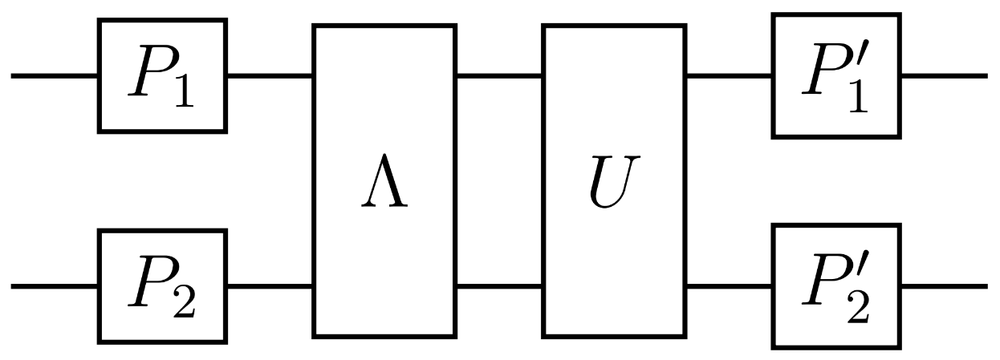 P₁ P′₁
Λ U
P₂ P′₂